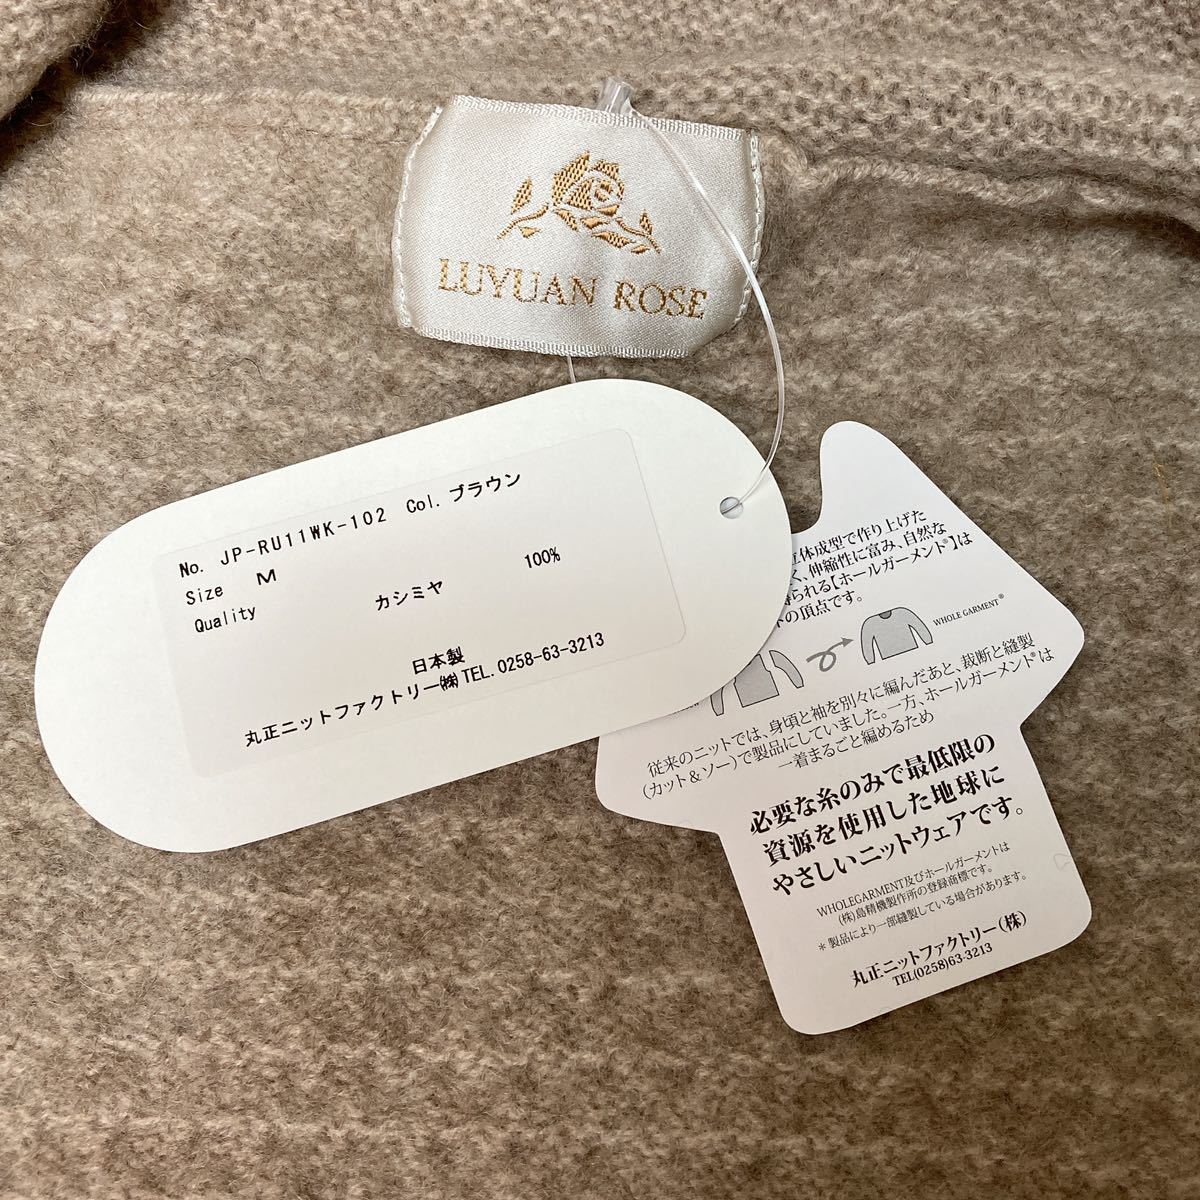 LUYUAN ROSE
No. JP-RU11WK-102 Col. ブラウン
Size M
Quality カシミヤ 100%
日本製
丸正ニットファクトリー㈱ TEL. 0258-63-3213
立体成型で作り上げた
く、伸縮性に富み、自然な
られる【ホールガーメント®】は
トの頂点です。
WHOLE GARMENT®
従来のニットでは、身頃と袖を別々に編んだあと、裁断と縫製
(カット&ソー)で製品にしていました。一方、ホールガーメント®は
一着まるごと編めるため
必要な糸のみで最低限の
資源を使用した地球に
やさしいニットウェアです。
WHOLEGARMENT及びホールガーメントは
(株)島精機製作所の登録商標です。
*製品により一部縫製している場合があります。
丸正ニットファクトリー(株)
TEL(0258)63-3213